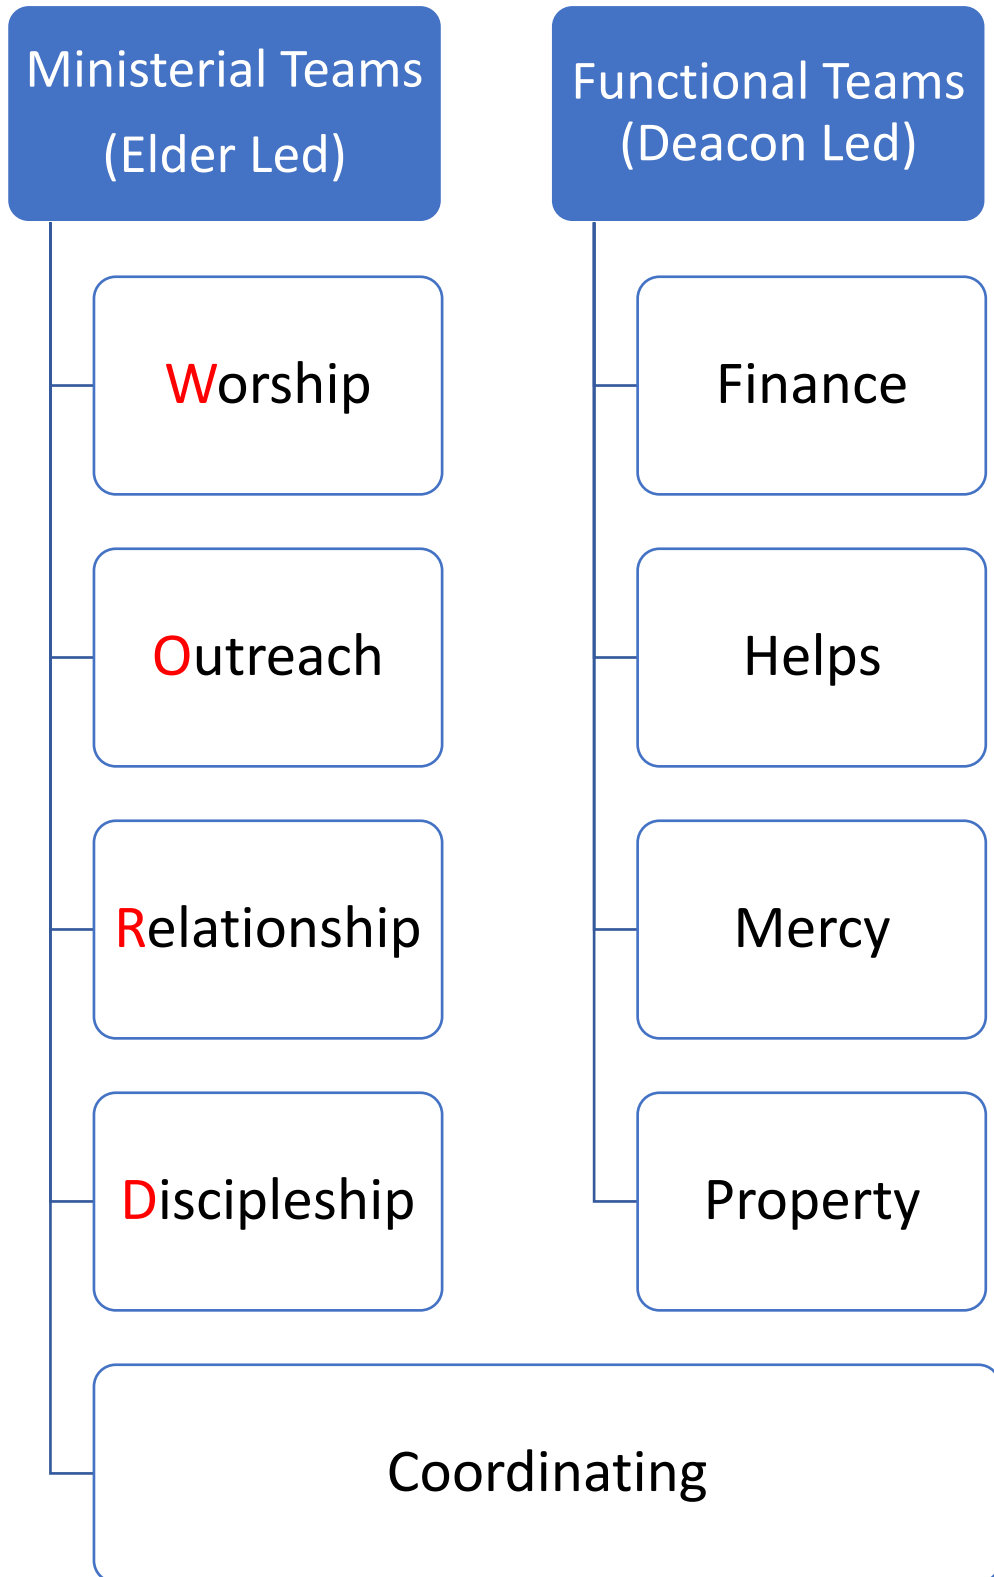 Ministerial Teams
(Elder Led)
Worship
Outreach
Relationship
Discipleship
Coordinating
Functional Teams
(Deacon Led)
Finance
Helps
Mercy
Property